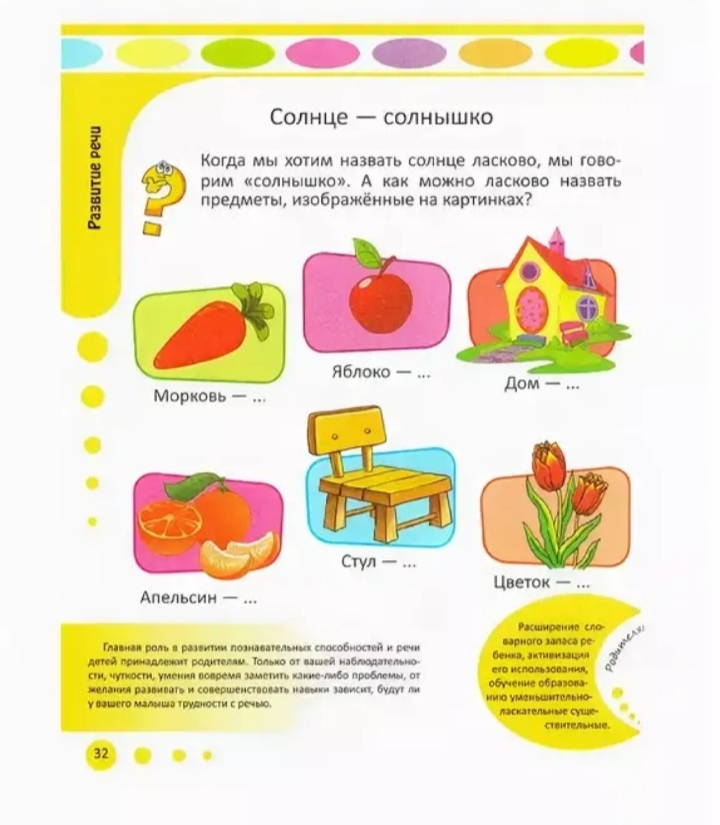 Развитие речи
Солнце — солнышко
Когда мы хотим назвать солнце ласково, мы гово-
рим «солнышко». А как можно ласково назвать
предметы, изображённые на картинках?
Морковь — ...
Яблоко — ...
Дом — ...
Апельсин — ...
Стул — ...
Цветок — ...
Главная роль в развитии познавательных способностей и речи
детей принадлежит родителям. Только от вашей наблюдательно-
сти, чуткости, умения вовремя заметить какие-либо проблемы, от
желания развивать и совершенствовать навыки зависит, будут ли
у вашего малыша трудности с речью.
Расширение сло-
варного запаса ре-
бенка, активизация
его использования,
обучение образова-
нию уменьшительно-
ласкательные суще-
ствительные.
32